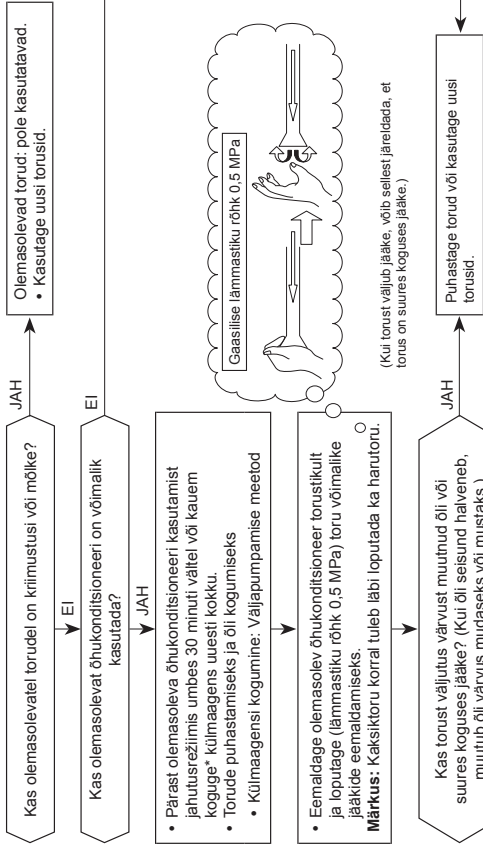 Kas olemasolevatel torudel on kriimustusi või mõlke?
JAH
Olemasolevad torud: pole kasutatavad.
• Kasutage uusi torusid.
EI
Kas olemasolevat õhukonditsioneeri on võimalik
kasutada?
EI
JAH
• Pärast olemasoleva õhukonditsioneeri kasutamist
jahutusrežiimis umbes 30 minuti vältel või kauem
koguge* külmaagens uuesti kokku.
• Torude puhastamiseks ja õli kogumiseks
• Külmaagensi kogumine: Väljapumpamise meetod
Gaasilise lämmastiku rõhk 0,5 MPa
• Eemaldage olemasolev õhukonditsioneer torustikult
ja loputage (lämmastiku rõhk 0,5 MPa) toru võimalike
jääkide eemaldamiseks.
Märkus: Kaksiktoru korral tuleb läbi loputada ka harutoru.
(Kui torust väljub jääke, võib sellest järeldada, et
torus on suures koguses jääke.)
Kas torust väljutus värvust muutnud õli või
suures koguses jääke? (Kui õli seisund halveneb,
muutub õli värvus mudaseks või mustaks.)
JAH
Puhastage torud või kasutage uusi
torusid.